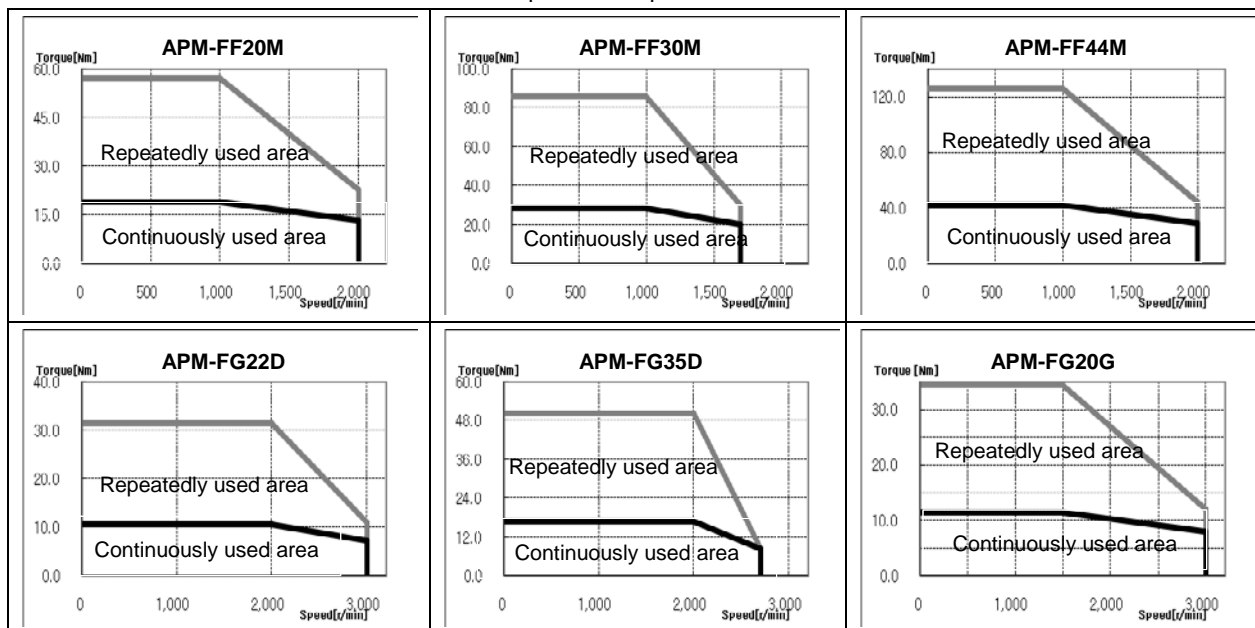 APM-FF20M
Torque[Nm]
60.0
45.0
30.0
15.0
0.0
Repeatedly used area
Continuously used area
0 500 1,000 1,500 2,000
Speed[r/min]
APM-FF30M
Torque[Nm]
100.0
80.0
60.0
40.0
20.0
0.0
Repeatedly used area
Continuously used area
0 500 1,000 1,500 2,000
Speed[r/min]
APM-FF44M
Torque[Nm]
120.0
80.0
40.0
0.0
Repeatedly used area
Continuously used area
0 500 1,000 1,500 2,000
Speed[r/min]
APM-FG22D
Torque[Nm]
40.0
30.0
20.0
10.0
0.0
Repeatedly used area
Continuously used area
0 1,000 2,000 3,000
Speed[r/min]
APM-FG35D
Torque[Nm]
60.0
48.0
36.0
24.0
12.0
0.0
Repeatedly used area
Continuously used area
0 1,000 2,000 3,000
Speed[r/min]
APM-FG20G
Torque [Nm]
30.0
20.0
10.0
0.0
Repeatedly used area
Continuously used area
0 1,000 2,000 3,000
Speed[r/min]